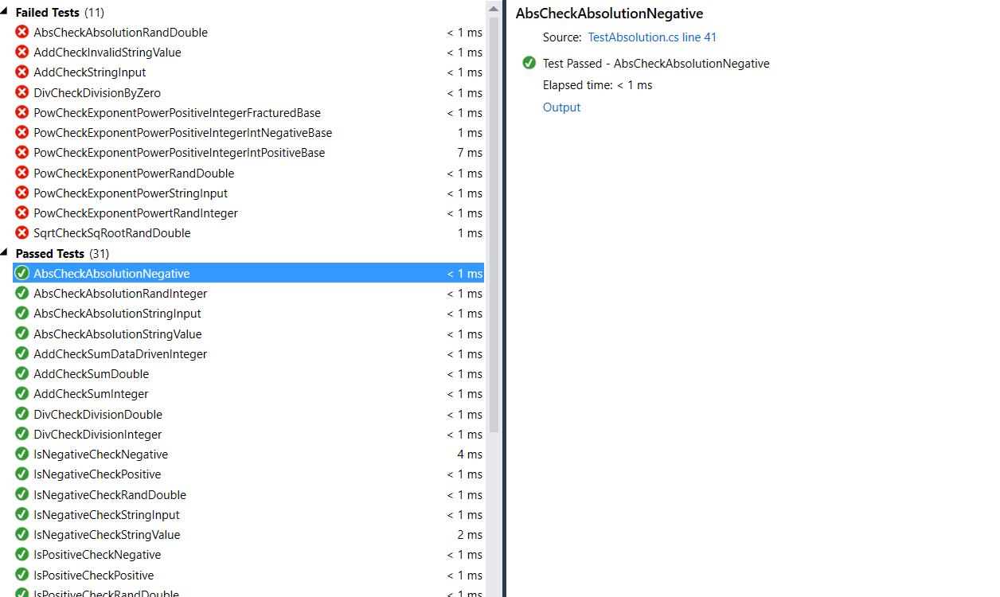 Failed Tests (11)
AbsCheckAbsolutionRandDouble < 1 ms
AddCheckInvalidStringValue < 1 ms
AddCheckStringInput < 1 ms
DivCheckDivisionByZero < 1 ms
PowCheckExponentPowerPositiveIntegerFracturedBase < 1 ms
PowCheckExponentPowerPositiveIntegerIntNegativeBase 1 ms
PowCheckExponentPowerPositiveIntegerIntPositiveBase 7 ms
PowCheckExponentPowerRandDouble < 1 ms
PowCheckExponentPowerStringInput < 1 ms
PowCheckExponentPowertRandInteger < 1 ms
SqrtCheckSqRootRandDouble 1 ms
Passed Tests (31)
AbsCheckAbsolutionNegative < 1 ms
AbsCheckAbsolutionRandInteger < 1 ms
AbsCheckAbsolutionStringInput < 1 ms
AbsCheckAbsolutionStringValue < 1 ms
AddCheckSumDataDrivenInteger < 1 ms
AddCheckSumDouble < 1 ms
AddCheckSumInteger < 1 ms
DivCheckDivisionDouble < 1 ms
DivCheckDivisionInteger < 1 ms
IsNegativeCheckNegative 4 ms
IsNegativeCheckPositive < 1 ms
IsNegativeCheckRandDouble < 1 ms
IsNegativeCheckStringInput < 1 ms
IsNegativeCheckStringValue 2 ms
IsPositiveCheckNegative < 1 ms
IsPositiveCheckPositive < 1 ms
IsPositiveCheckRandDouble < 1 ms
AbsCheckAbsolutionNegative
Source: TestAbsolution.cs line 41
Test Passed - AbsCheckAbsolutionNegative
Elapsed time: < 1 ms
Output